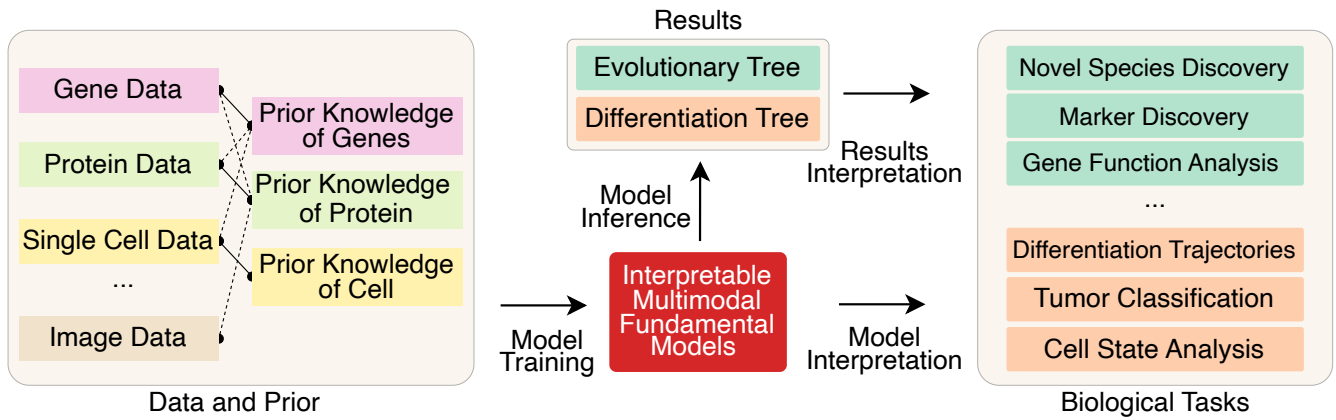 Gene Data
Protein Data
Single Cell Data
...
Image Data
Prior Knowledge
of Genes
Prior Knowledge
of Protein
Prior Knowledge
of Cell
Data and Prior
Model
Training
Results
Evolutionary Tree
Differentiation Tree
Model
Inference
Interpretable
Multimodal
Fundamental
Models
Results
Interpretation
Model
Interpretation
Novel Species Discovery
Marker Discovery
Gene Function Analysis
...
Differentiation Trajectories
Tumor Classification
Cell State Analysis
Biological Tasks